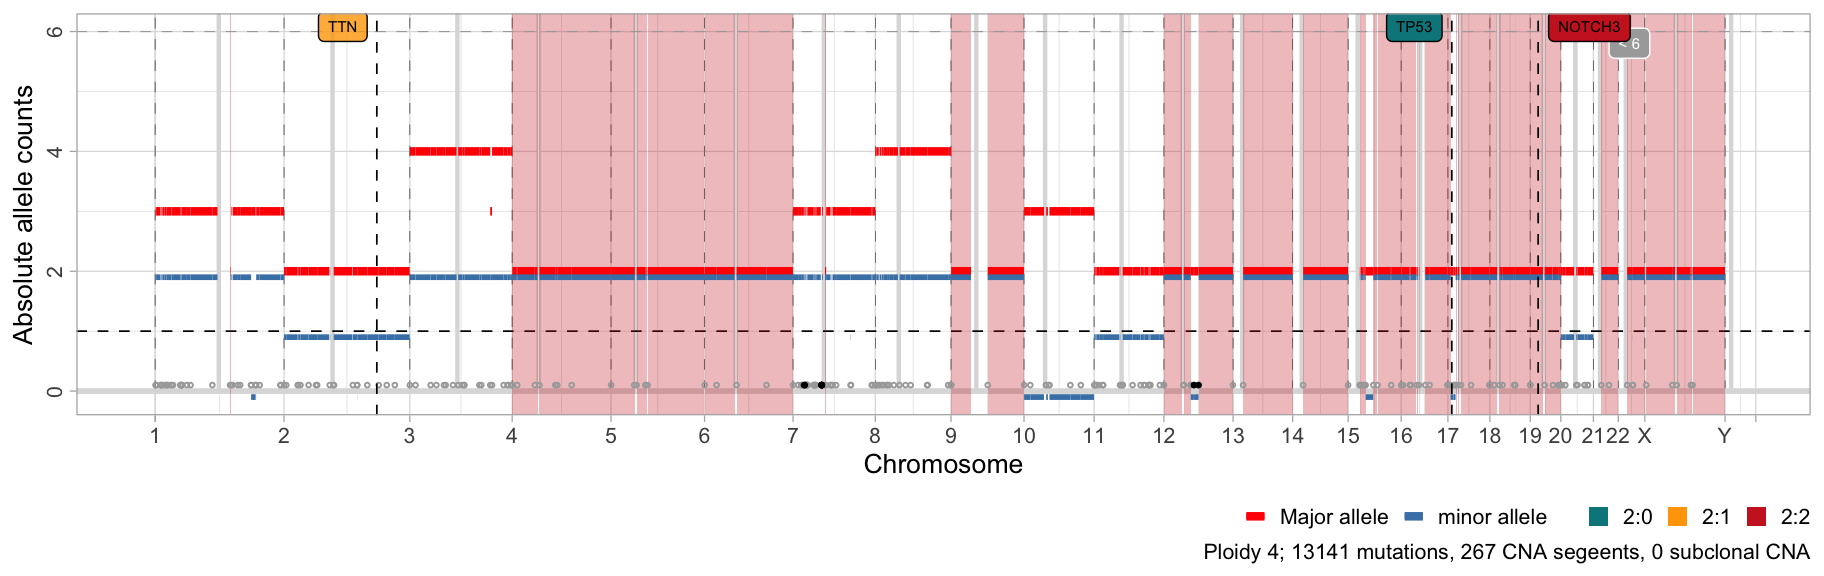 TTN
TP53
NOTCH3
< 6
6
4
2
0
Absolute allele counts
1 2 3 4 5 6 7 8 9 10 11 12 13 14 15 16 17 18 19 20 21 22 X Y
Chromosome
Major allele minor allele 2:0 2:1 2:2
Ploidy 4; 13141 mutations, 267 CNA segeents, 0 subclonal CNA